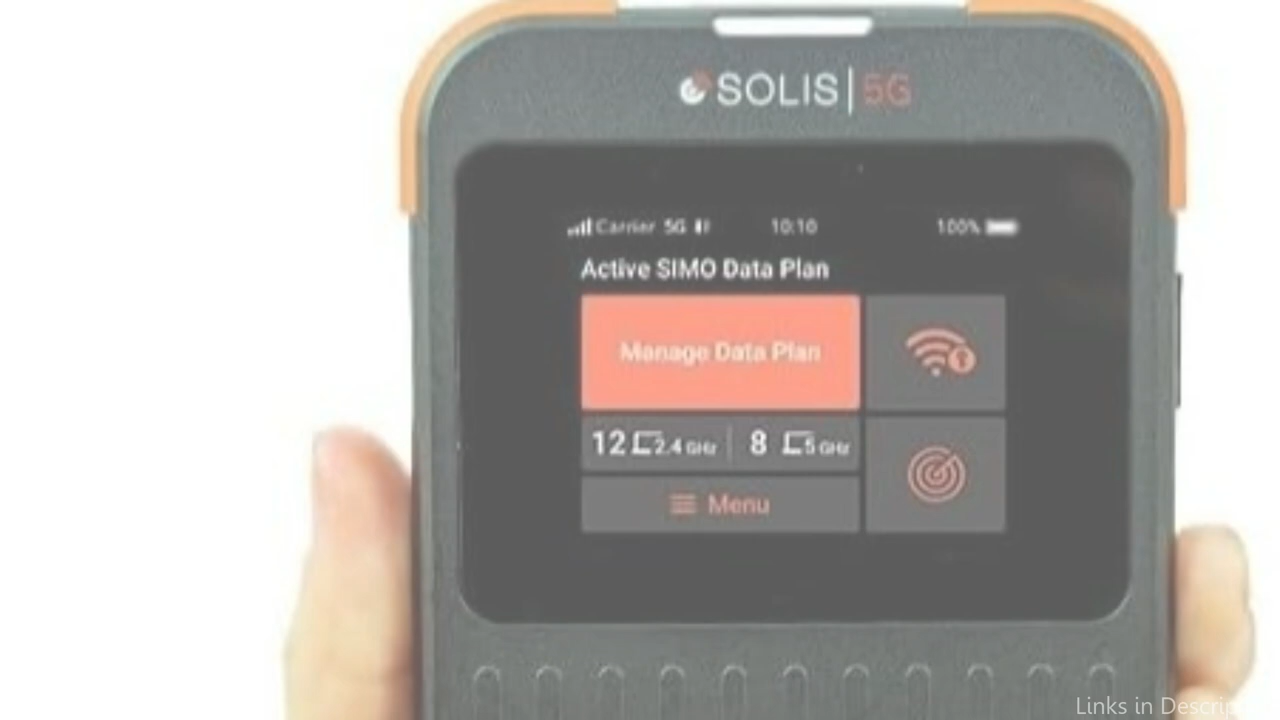 SOLIS|5G
Carrier 5G 10:10 100%
Active SIMO Data Plan
Manage Data Plan
12 2.4 GHz | 8 5 GHz
Menu
Links in